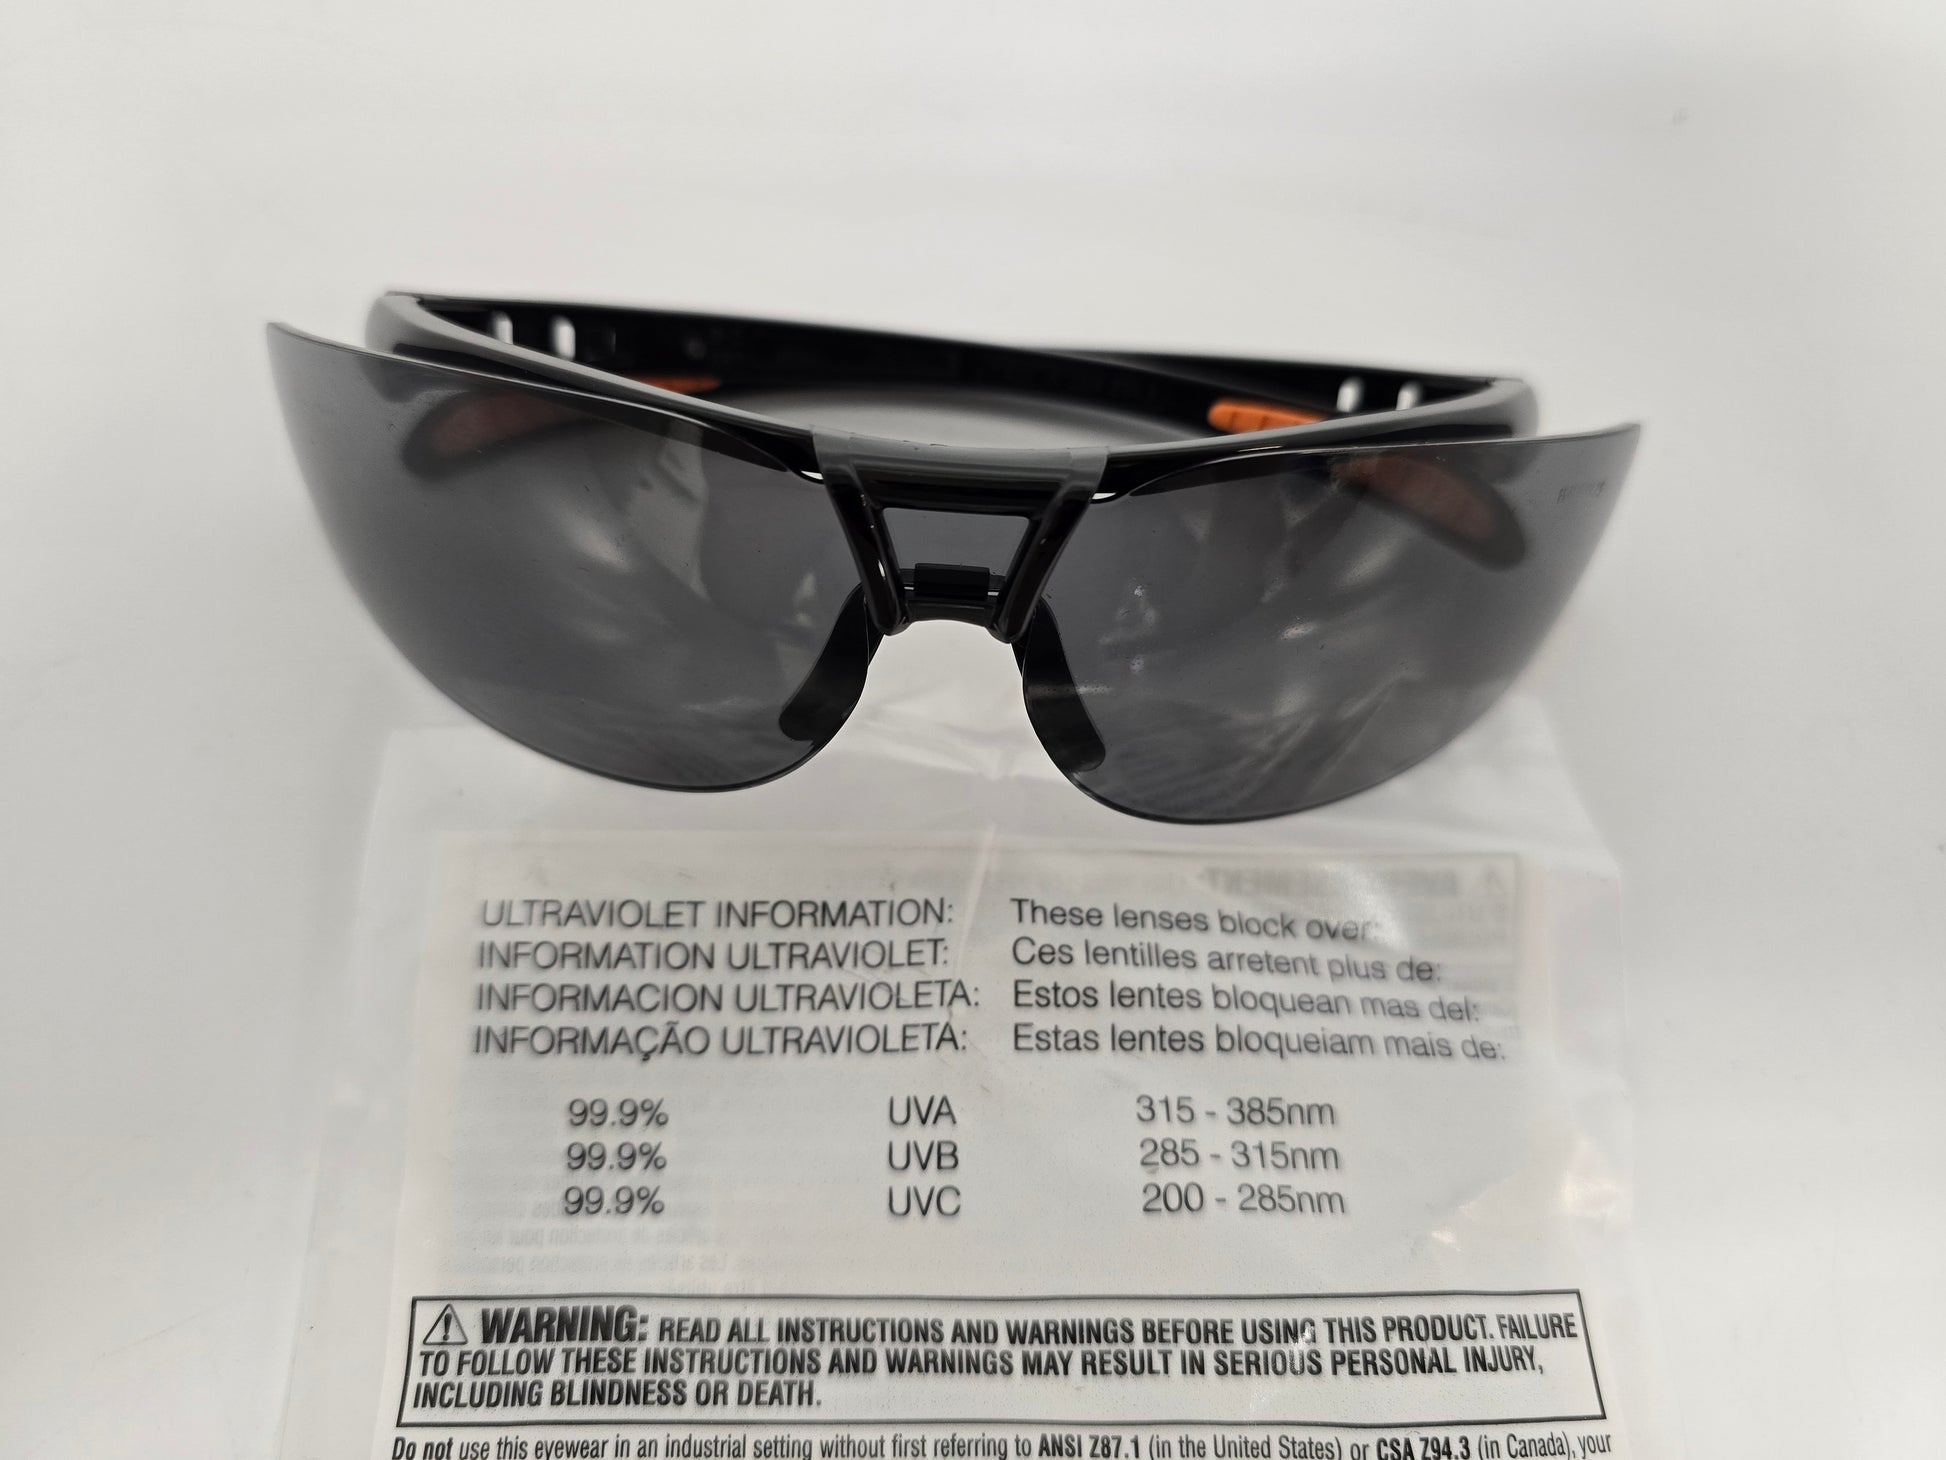 ULTRAVIOLET INFORMATION: These lenses block over:
INFORMATION ULTRAVIOLET: Ces lentilles arretent plus de:
INFORMACION ULTRAVIOLETA: Estos lentes bloquean mas del:
INFORMAÇÃO ULTRAVIOLETA: Estas lentes bloqueiam mais de:
99.9% UVA 315 - 385nm
99.9% UVB 285 - 315nm
99.9% UVC 200 - 285nm
WARNING: READ ALL INSTRUCTIONS AND WARNINGS BEFORE USING THIS PRODUCT. FAILURE
TO FOLLOW THESE INSTRUCTIONS AND WARNINGS MAY RESULT IN SERIOUS PERSONAL INJURY,
INCLUDING BLINDNESS OR DEATH.
Do not use this eyewear in an industrial setting without first referring to ANSI Z87.1 (in the United States) or CSA Z94.3 (in Canada), your